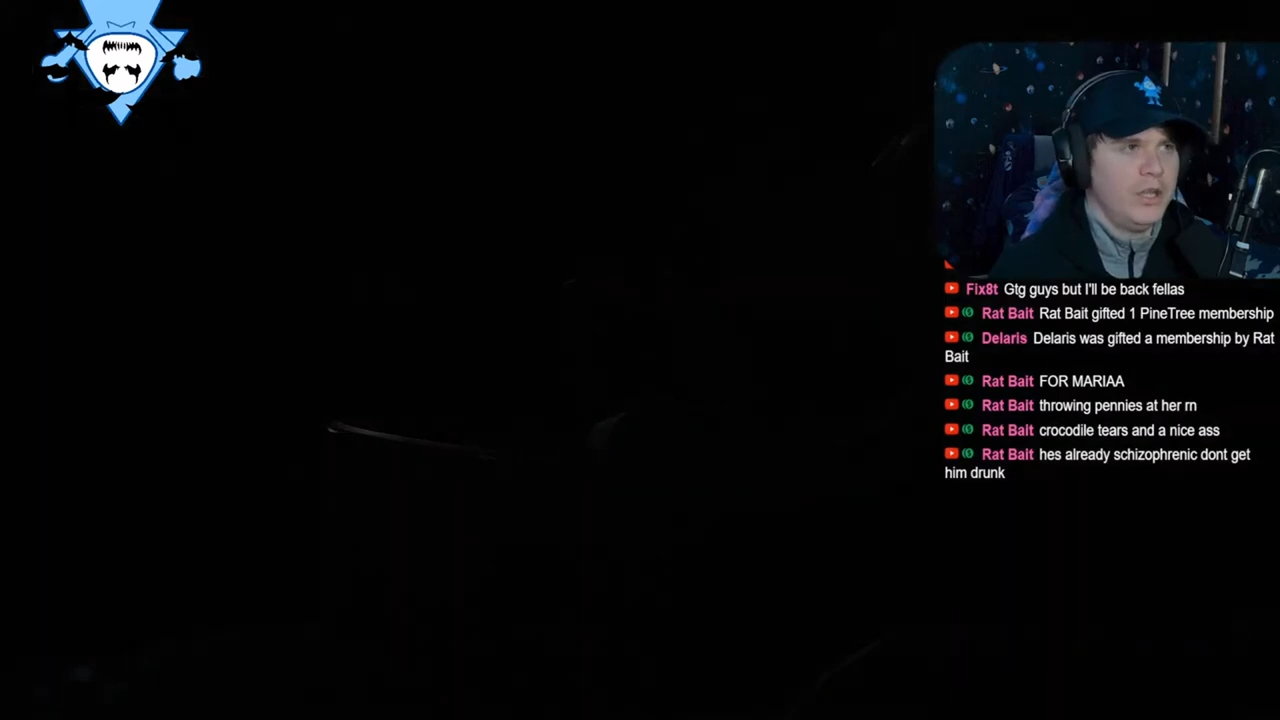 Fix8t Gtg guys but I'll be back fellas
Rat Bait Rat Bait gifted 1 PineTree membership
Delaris Delaris was gifted a membership by Rat
Bait
Rat Bait FOR MARIAA
Rat Bait throwing pennies at her rn
Rat Bait crocodile tears and a nice ass
Rat Bait hes already schizophrenic dont get
him drunk